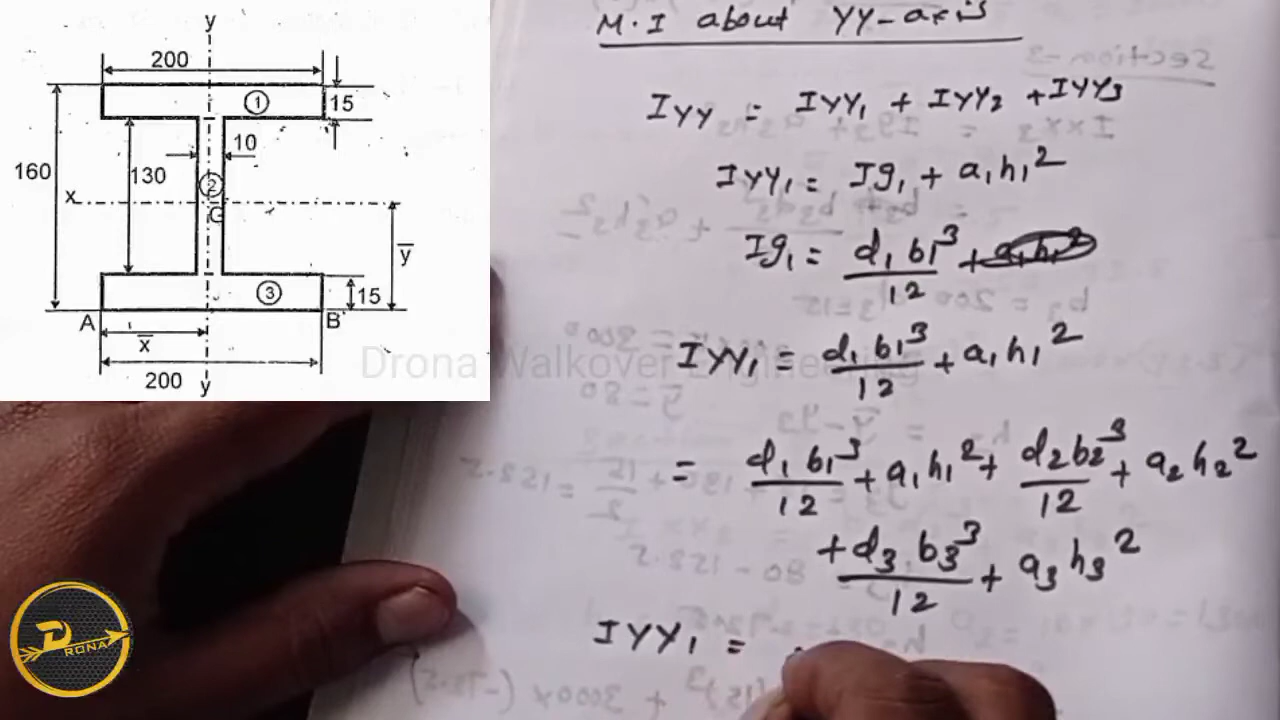 y
200
① 15
10
160
130
②
x
G
y̅
③ 15
A B
x̅
200
y
Drona Walkover Engineering
DRONA
M.I about YY-axis
IYY = IYY1 + IYY2 + IYY3
IYY1 = Ig1 + a1h1²
Ig1 = d1b1³/12
IYY1 = d1b1³/12 + a1h1²
= d1b1³/12 + a1h1² + d2b2³/12 + a2h2²
+ d3b3³/12 + a3h3²
IYY1 =